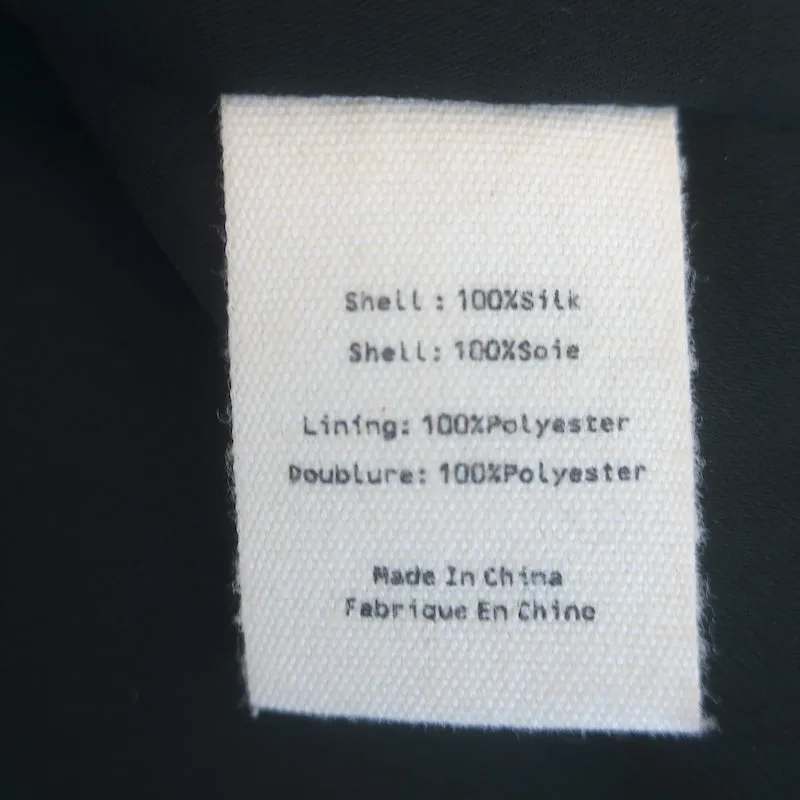 Shell : 100%Silk
Shell: 100%Soie
Lining: 100%Polyester
Doublure: 100%Polyester
Made In China
Fabrique En Chine